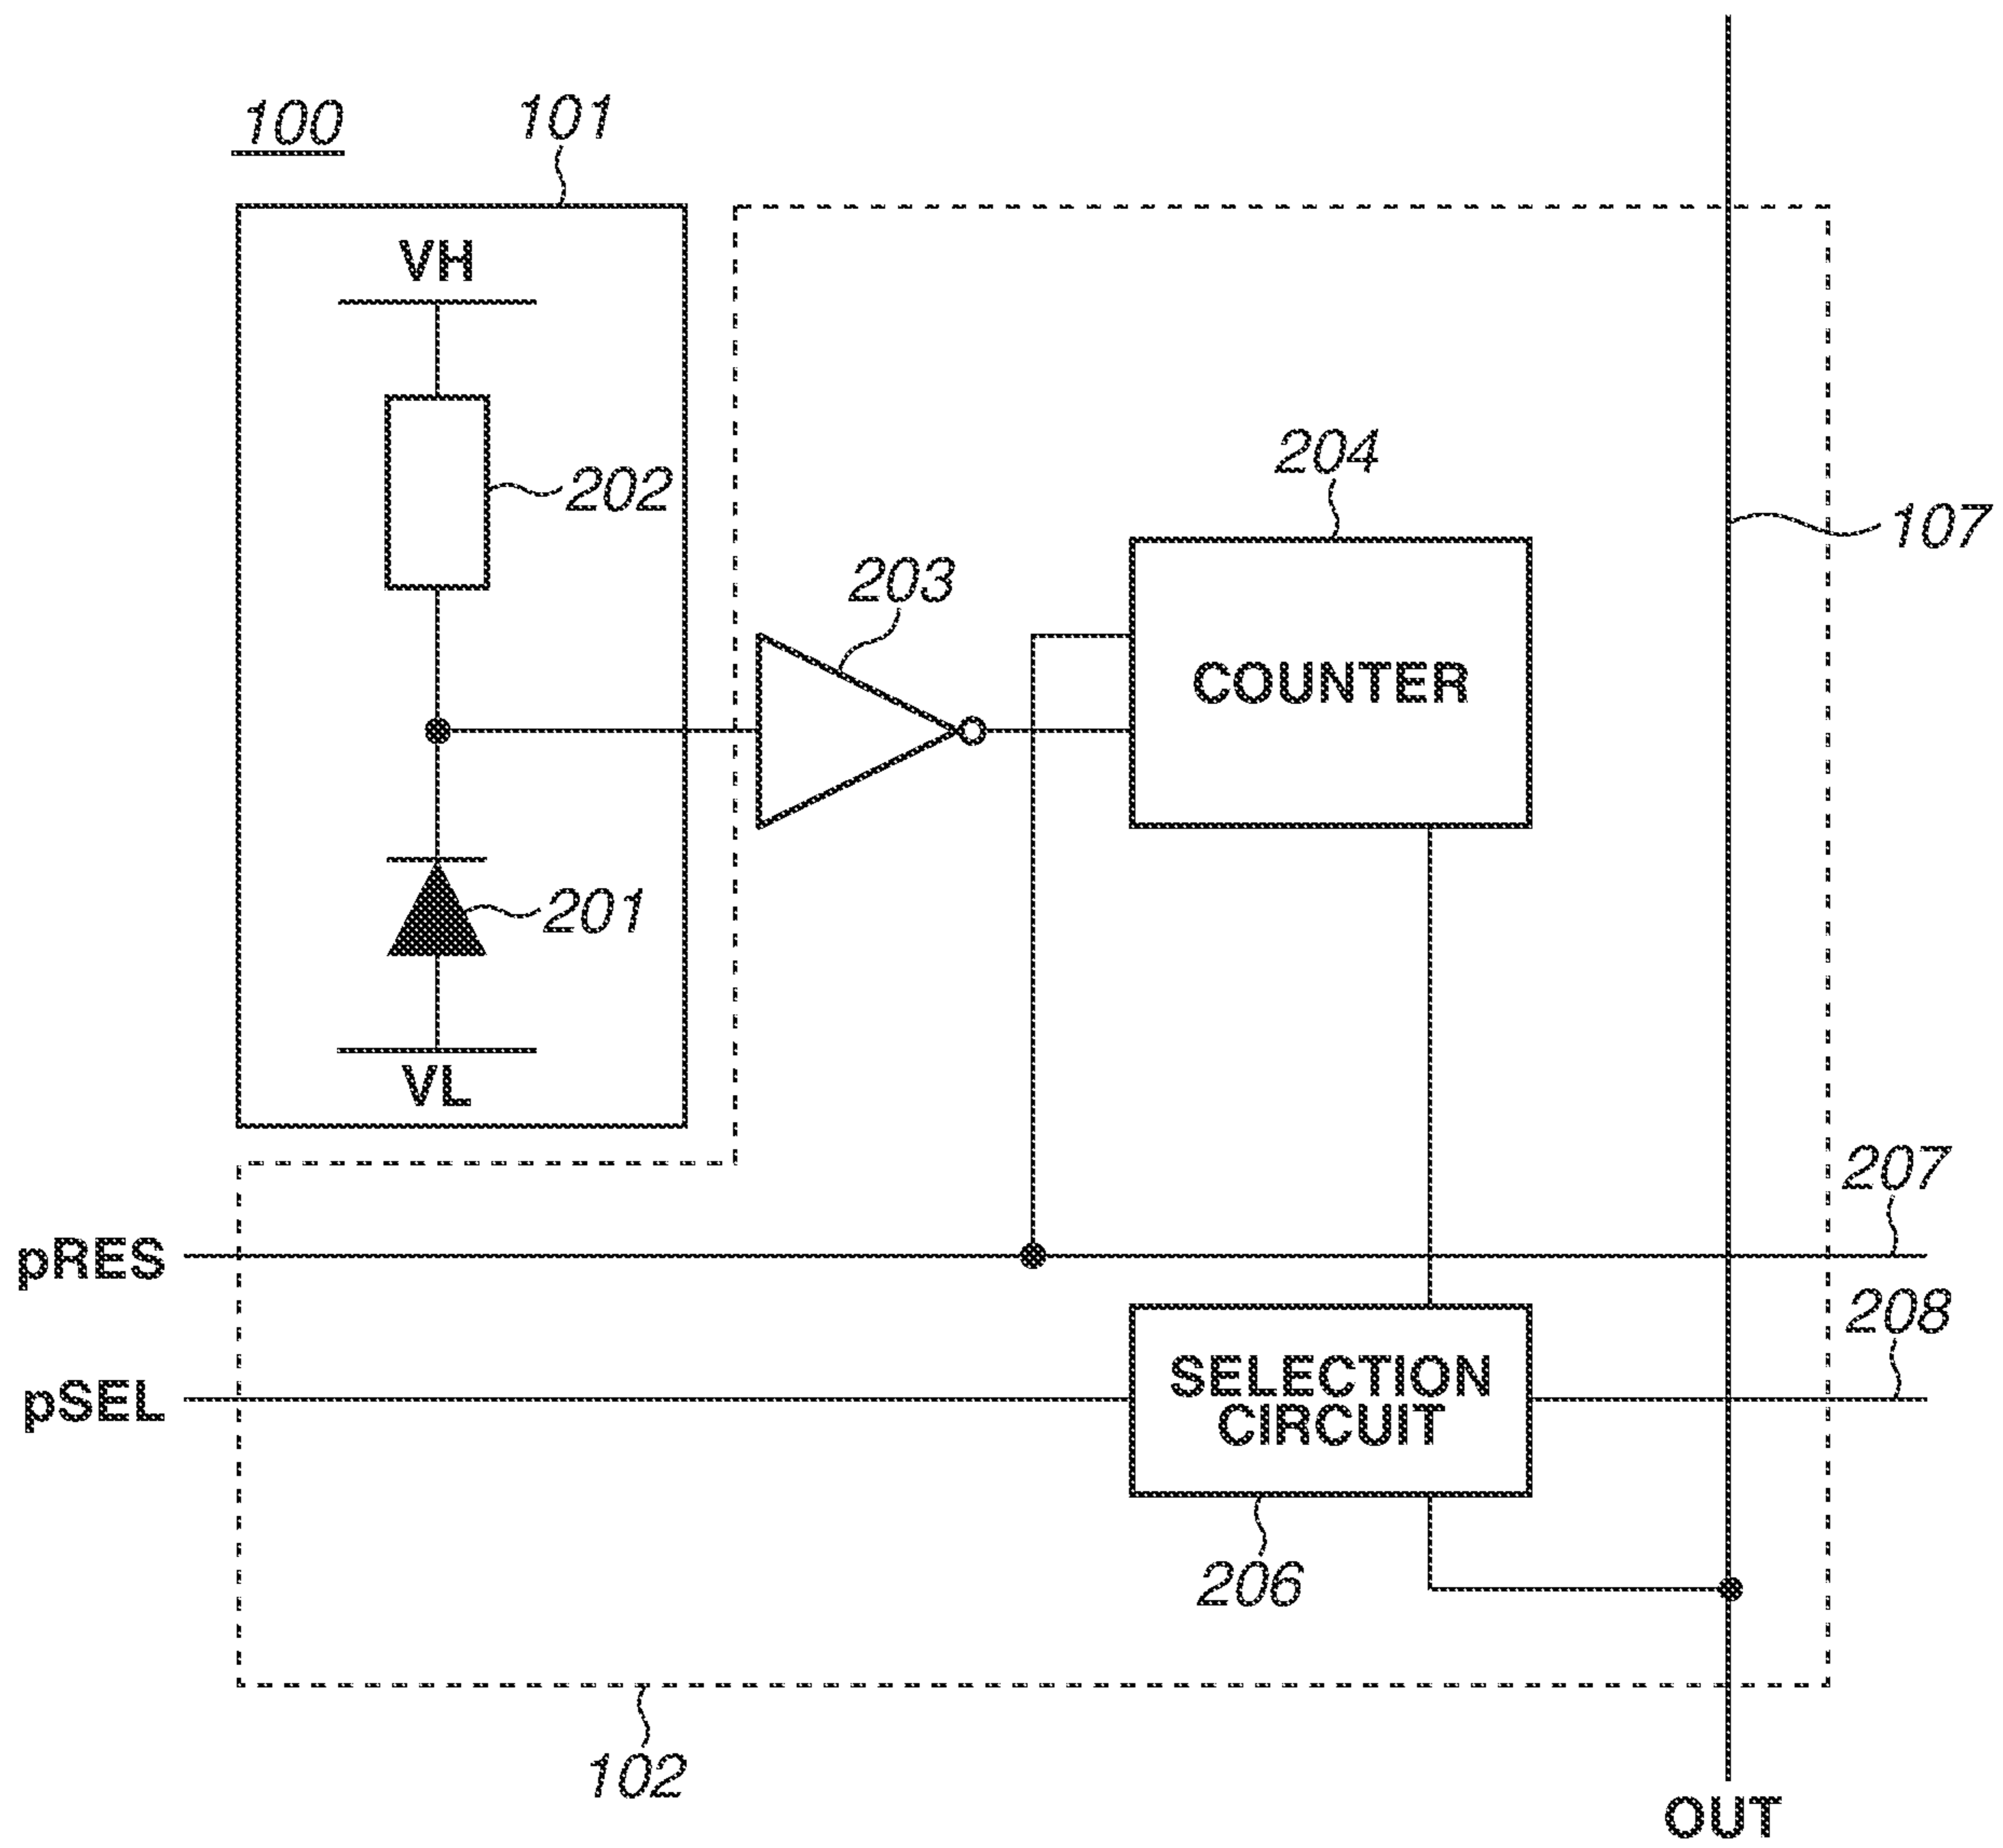 100
101
VH
202
204
107
203
COUNTER
201
VL
207
pRES
208
SELECTION
CIRCUIT
pSEL
206
102
OUT